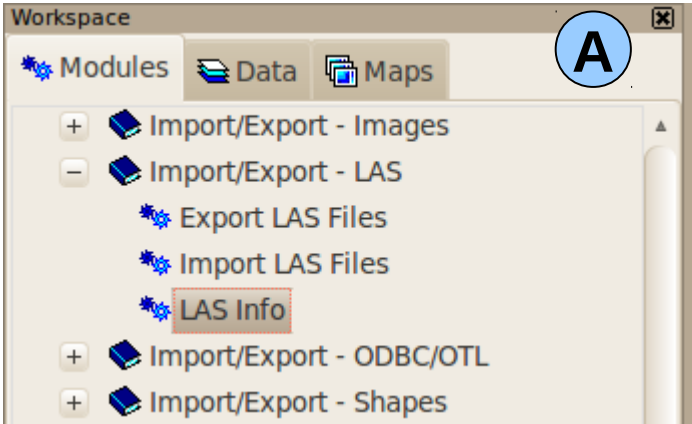 Workspace
A
Modules Data Maps
Import/Export - Images
Import/Export - LAS
Export LAS Files
Import LAS Files
LAS Info
Import/Export - ODBC/OTL
Import/Export - Shapes